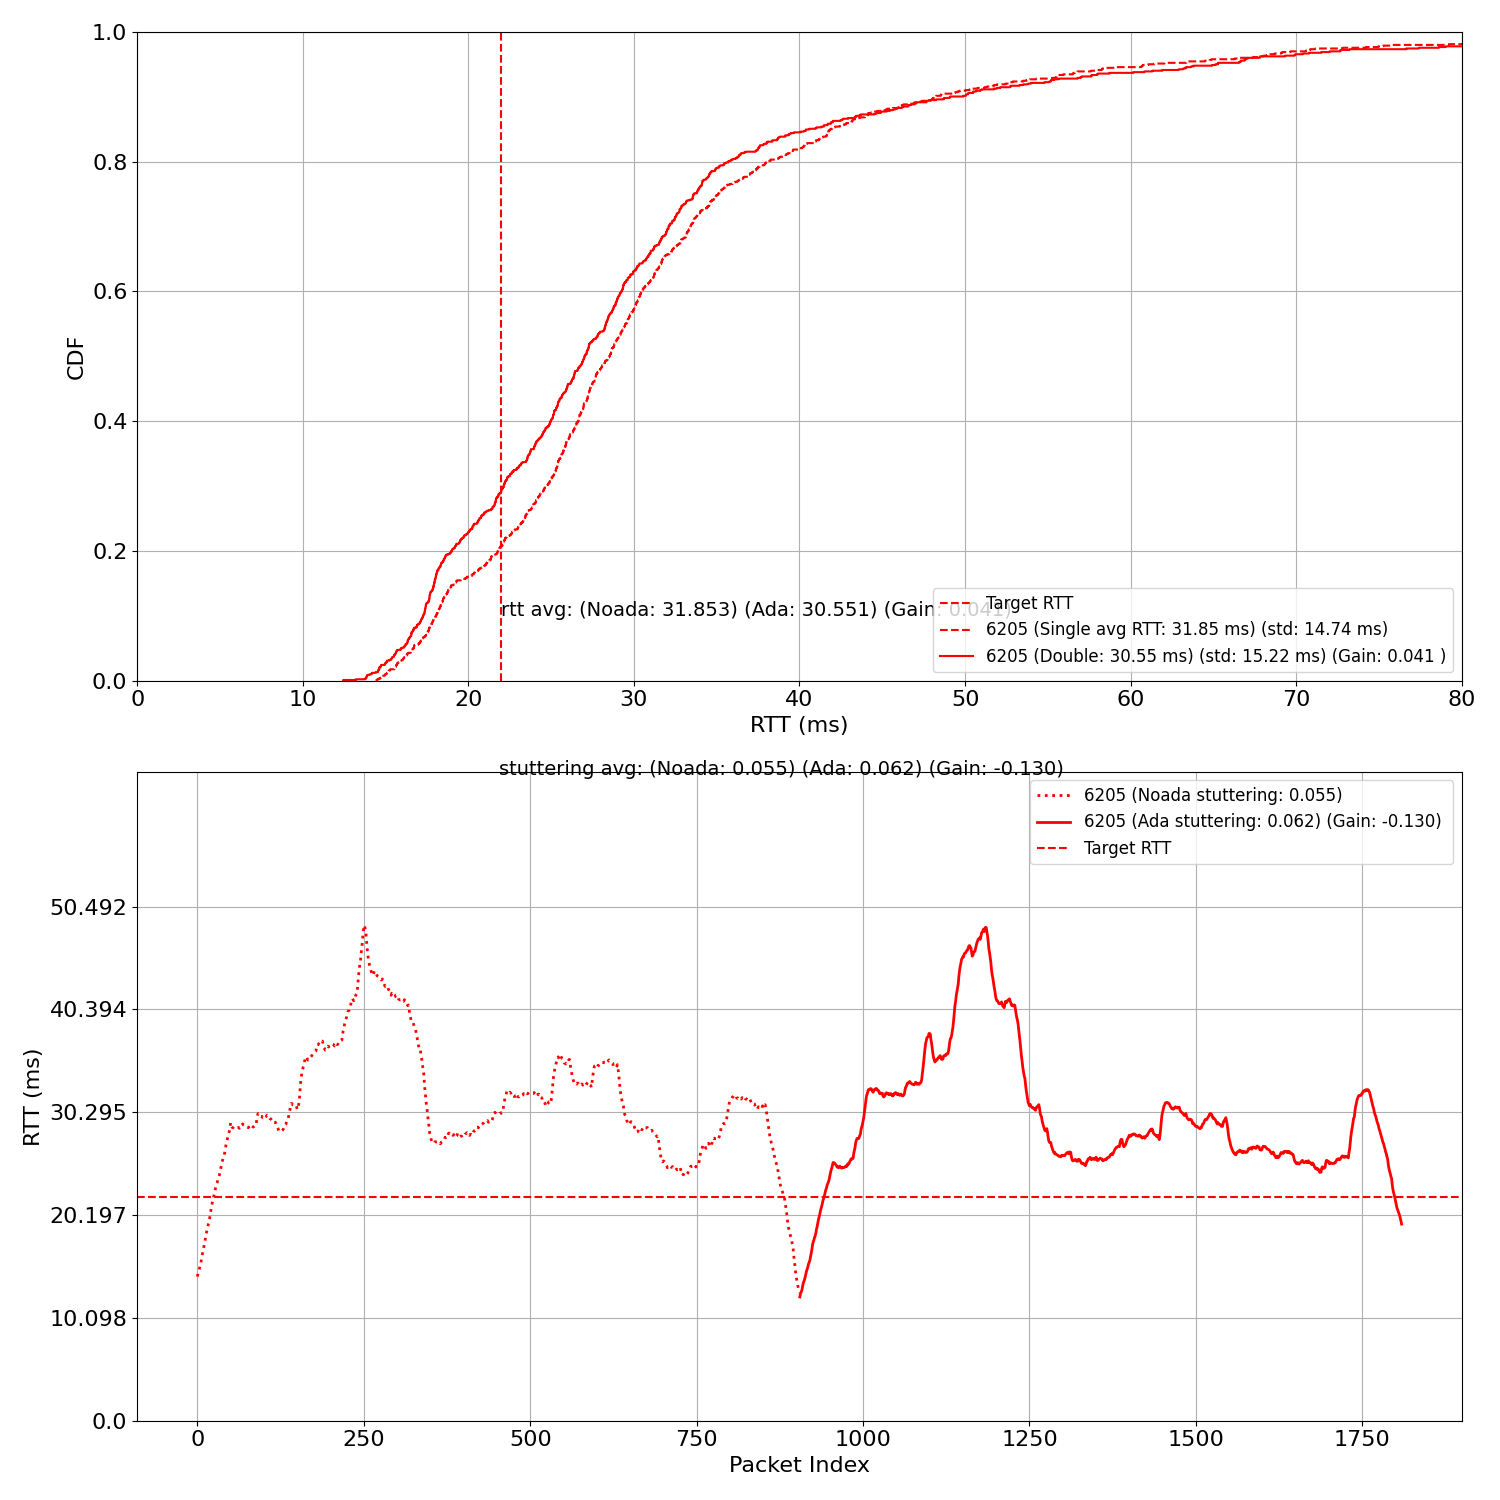 1.0
0.8
0.6
0.4
0.2
0.0
CDF
rtt avg: (Noada: 31.853) (Ada: 30.551) (Gain: 0.041)
Target RTT
6205 (Single avg RTT: 31.85 ms) (std: 14.74 ms)
6205 (Double: 30.55 ms) (std: 15.22 ms) (Gain: 0.041 )
0 10 20 30 40 50 60 70 80
RTT (ms)
stuttering avg: (Noada: 0.055) (Ada: 0.062) (Gain: -0.130)
6205 (Noada stuttering: 0.055)
6205 (Ada stuttering: 0.062) (Gain: -0.130)
Target RTT
50.492
40.394
30.295
20.197
10.098
0.0
RTT (ms)
0 250 500 750 1000 1250 1500 1750
Packet Index